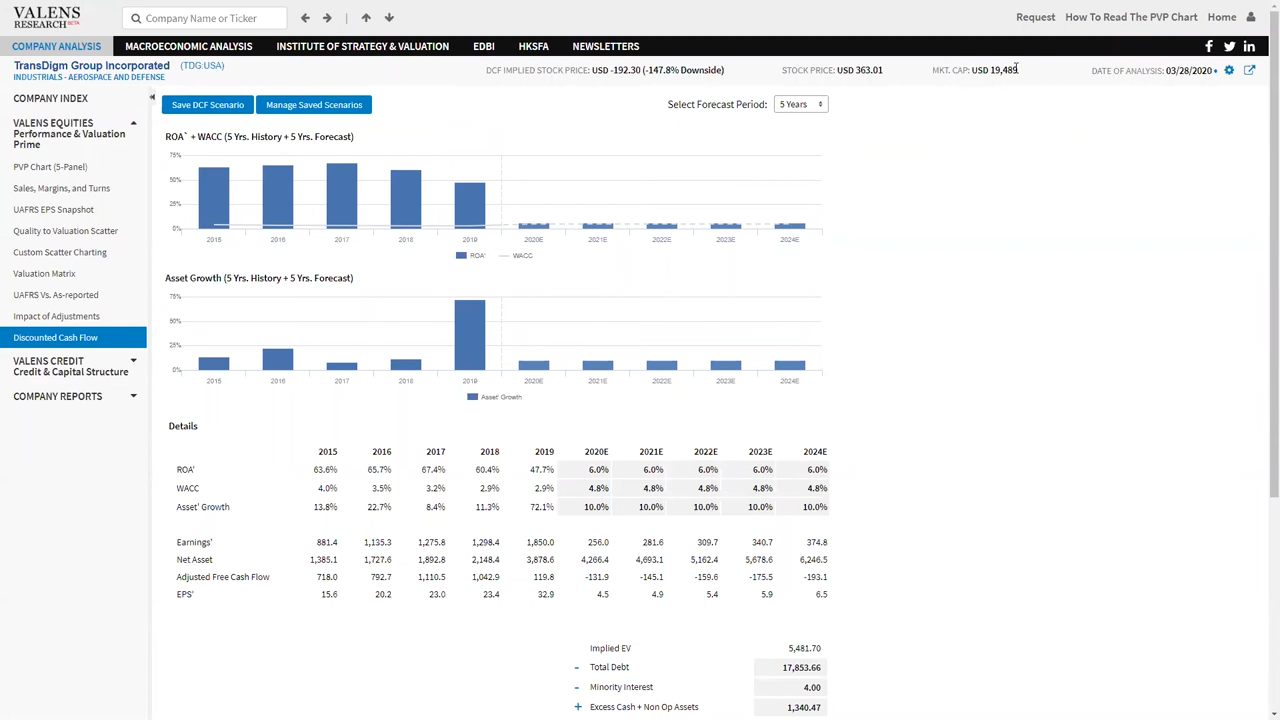 VALENS
RESEARCH BETA
Company Name or Ticker
Request How To Read The PVP Chart Home
COMPANY ANALYSIS MACROECONOMIC ANALYSIS INSTITUTE OF STRATEGY & VALUATION EDBI HKSFA NEWSLETTERS
TransDigm Group Incorporated (TDG:USA)
INDUSTRIALS - AEROSPACE AND DEFENSE
DCF IMPLIED STOCK PRICE: USD -192.30 (-147.8% Downside) STOCK PRICE: USD 363.01 MKT. CAP: USD 19,489 DATE OF ANALYSIS: 03/28/2020
COMPANY INDEX
VALENS EQUITIES
Performance & Valuation
Prime
PVP Chart (5-Panel)
Sales, Margins, and Turns
UAFRS EPS Snapshot
Quality to Valuation Scatter
Custom Scatter Charting
Valuation Matrix
UAFRS Vs. As-reported
Impact of Adjustments
Discounted Cash Flow
VALENS CREDIT
Credit & Capital Structure
COMPANY REPORTS
Save DCF Scenario Manage Saved Scenarios Select Forecast Period: 5 Years
ROA` + WACC (5 Yrs. History + 5 Yrs. Forecast)
75%
50%
25%
0%
2015 2016 2017 2018 2019 2020E 2021E 2022E 2023E 2024E
ROA' WACC
Asset Growth (5 Yrs. History + 5 Yrs. Forecast)
75%
50%
25%
0%
2015 2016 2017 2018 2019 2020E 2021E 2022E 2023E 2024E
Asset' Growth
Details
2015 2016 2017 2018 2019 2020E 2021E 2022E 2023E 2024E
ROA' 63.6% 65.7% 67.4% 60.4% 47.7% 6.0% 6.0% 6.0% 6.0% 6.0%
WACC 4.0% 3.5% 3.2% 2.9% 2.9% 4.8% 4.8% 4.8% 4.8% 4.8%
Asset' Growth 13.8% 22.7% 8.4% 11.3% 72.1% 10.0% 10.0% 10.0% 10.0% 10.0%
Earnings' 881.4 1,135.3 1,275.8 1,298.4 1,850.0 256.0 281.6 309.7 340.7 374.8
Net Asset 1,385.1 1,727.6 1,892.8 2,148.4 3,878.6 4,266.4 4,693.1 5,162.4 5,678.6 6,246.5
Adjusted Free Cash Flow 718.0 792.7 1,110.5 1,042.9 119.8 -131.9 -145.1 -159.6 -175.5 -193.1
EPS' 15.6 20.2 23.0 23.4 32.9 4.5 4.9 5.4 5.9 6.5
Implied EV 5,481.70
- Total Debt 17,853.66
- Minority Interest 4.00
+ Excess Cash + Non Op Assets 1,340.47